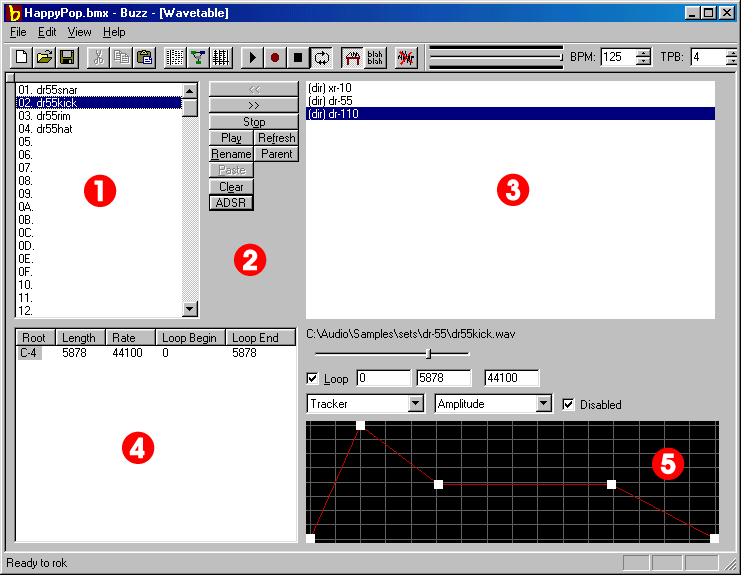 HappyPop.bmx - Buzz - [Wavetable]
File Edit View Help
blah blah
BPM: 125 TPB: 4
01. dr55snar
02. dr55kick
03. dr55rim
04. dr55hat
05.
06.
07.
08.
09.
0A.
0B.
0C.
0D.
0E.
0F.
10.
11.
12.
1
<<
>>
Stop
Play Refresh
Rename Parent
Paste
Clear
ADSR
2
(dir) xr-10
(dir) dr-55
(dir) dr-110
3
Root Length Rate Loop Begin Loop End
C-4 5878 44100 0 5878
4
C:\Audio\Samples\sets\dr-55\dr55kick.wav
Loop 0 5878 44100
Tracker Amplitude Disabled
5
Ready to rok